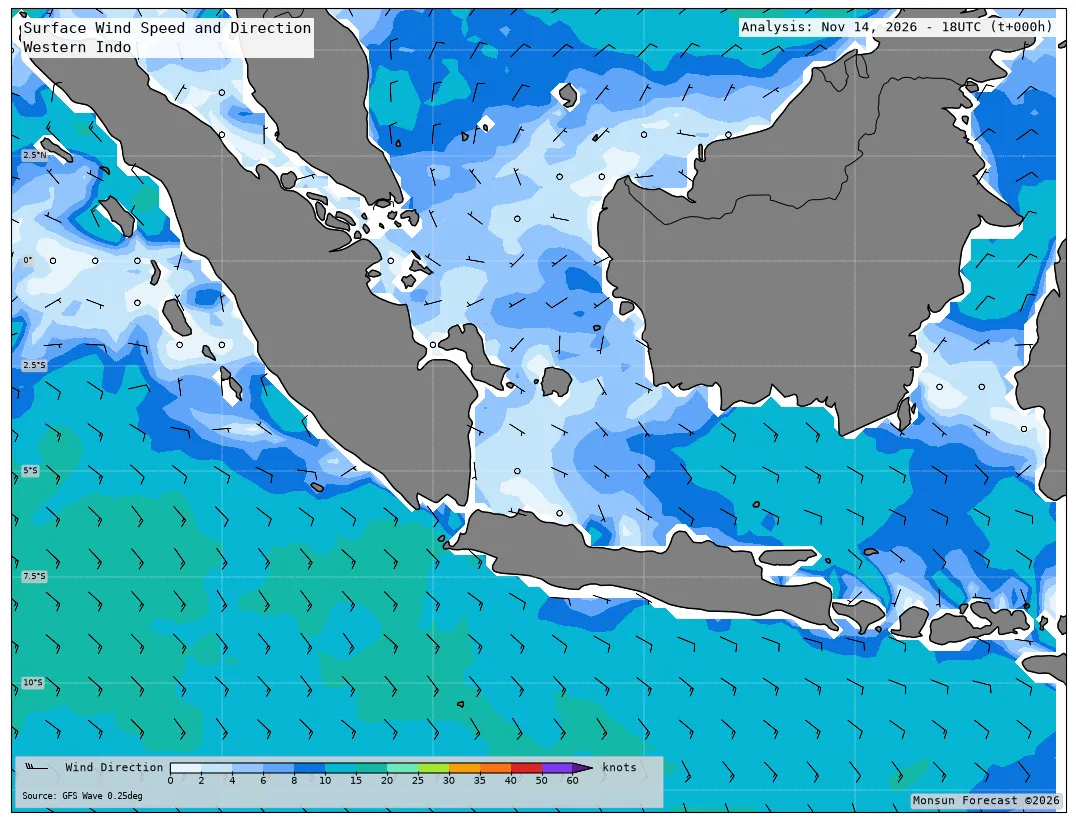 Surface Wind Speed and Direction
Western Indo
Analysis: Nov 14, 2026 - 18UTC (t+000h)
2.5°N
0°
2.5°S
5°S
7.5°S
10°S
Wind Direction
0 2 4 6 8 10 15 20 25 30 35 40 50 60
knots
Source: GFS Wave 0.25deg
Monsun Forecast ©2026